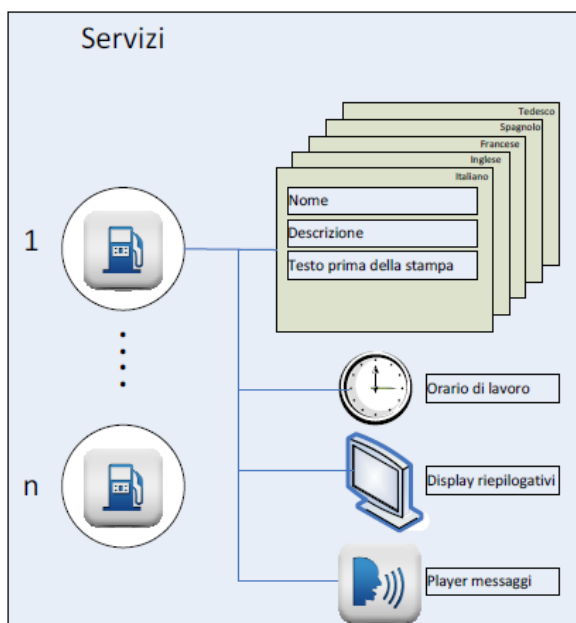 Servizi
Tedesco
Spagnolo
Francese
Inglese
Italiano
Nome
1
Descrizione
Testo prima della stampa
Orario di lavoro
n
Display riepilogativi
Player messaggi